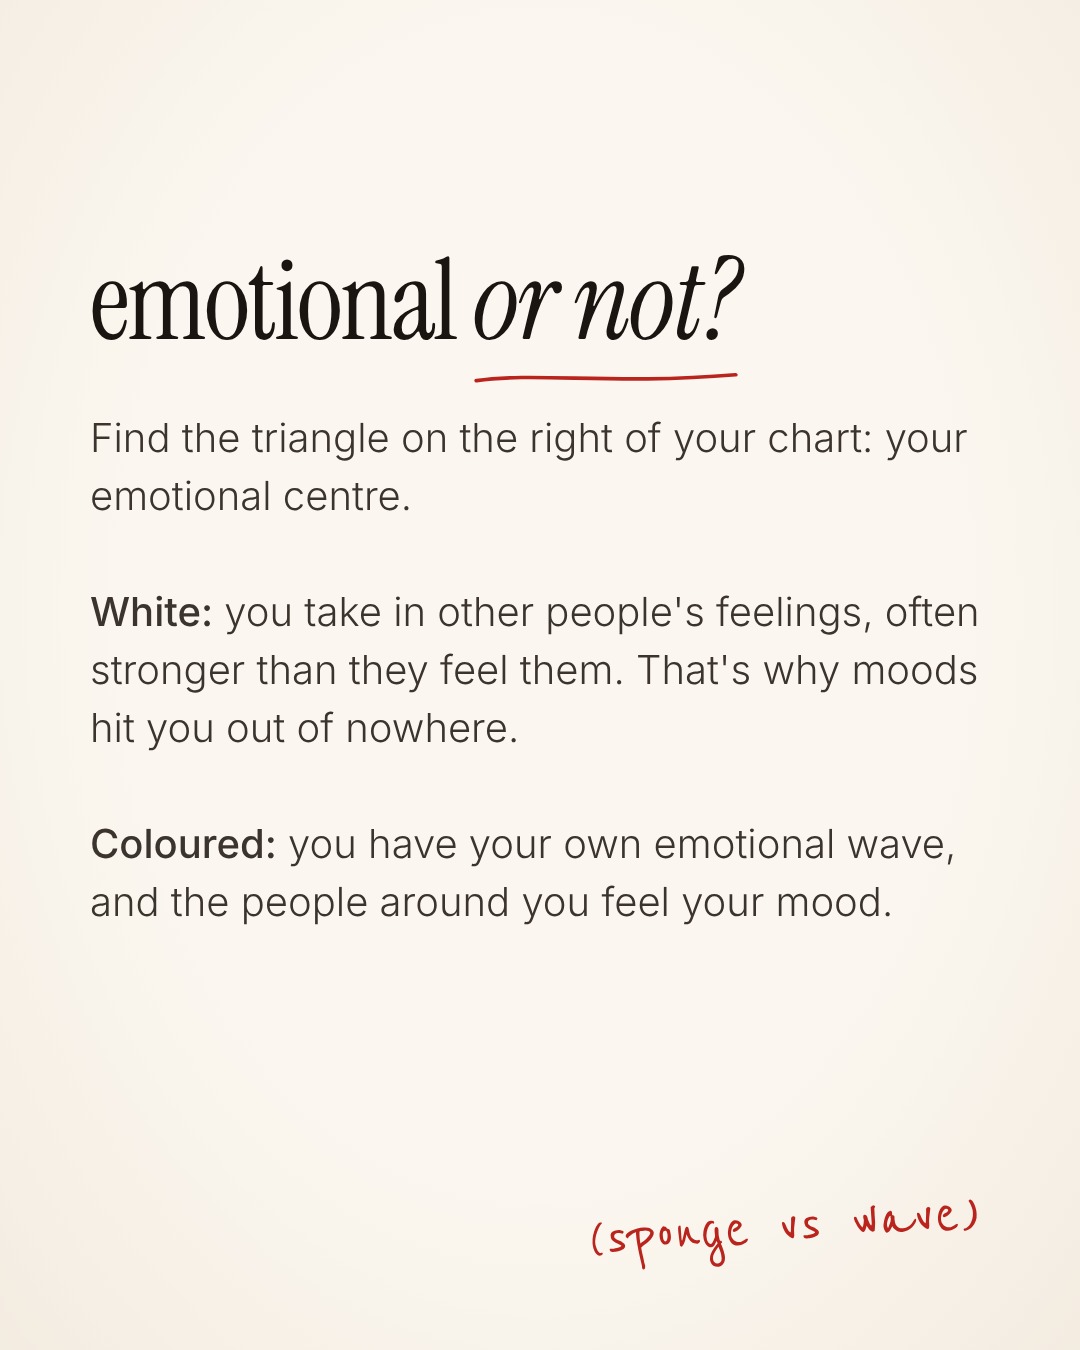 emotional or not?
Find the triangle on the right of your chart: your
emotional centre.
White: you take in other people's feelings, often
stronger than they feel them. That's why moods
hit you out of nowhere.
Coloured: you have your own emotional wave,
and the people around you feel your mood.
(sponge vs wave)